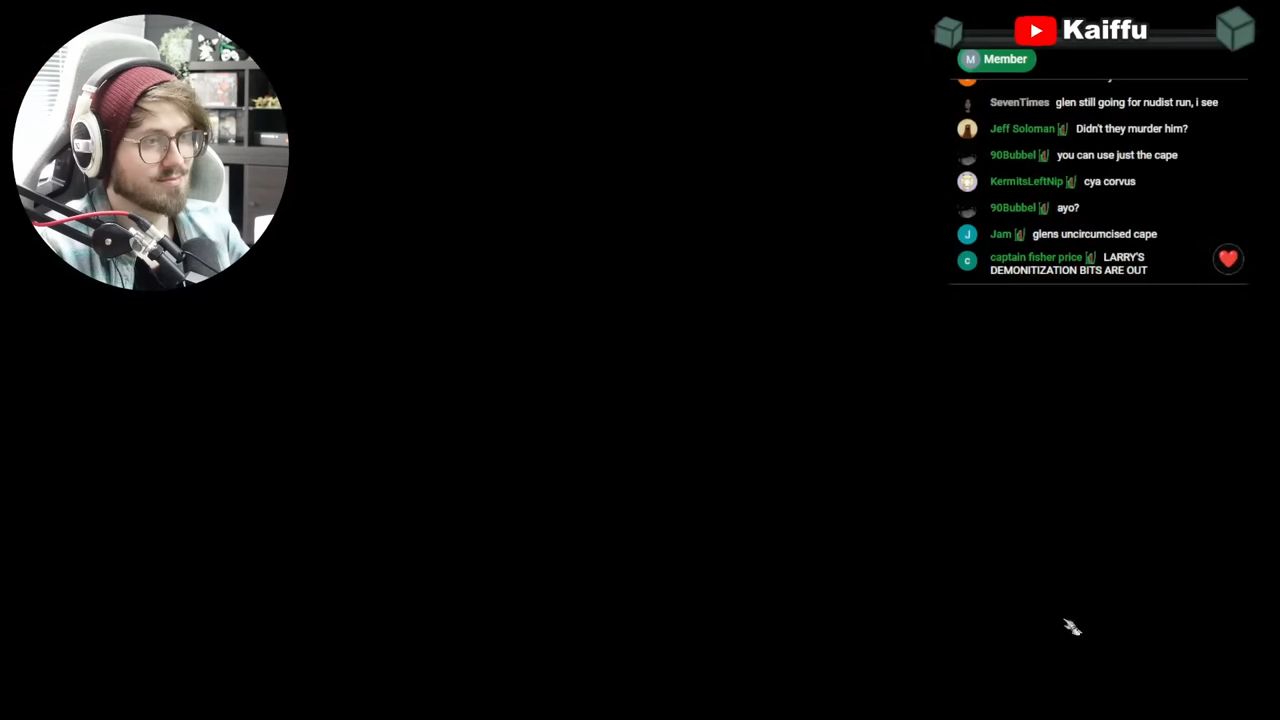 Kaiffu
M Member
SevenTimes glen still going for nudist run, i see
Jeff Soloman Didn't they murder him?
90Bubbel you can use just the cape
KermitsLeftNip cya corvus
90Bubbel ayo?
J Jam glens uncircumcised cape
c captain fisher price LARRY'S
DEMONITIZATION BITS ARE OUT